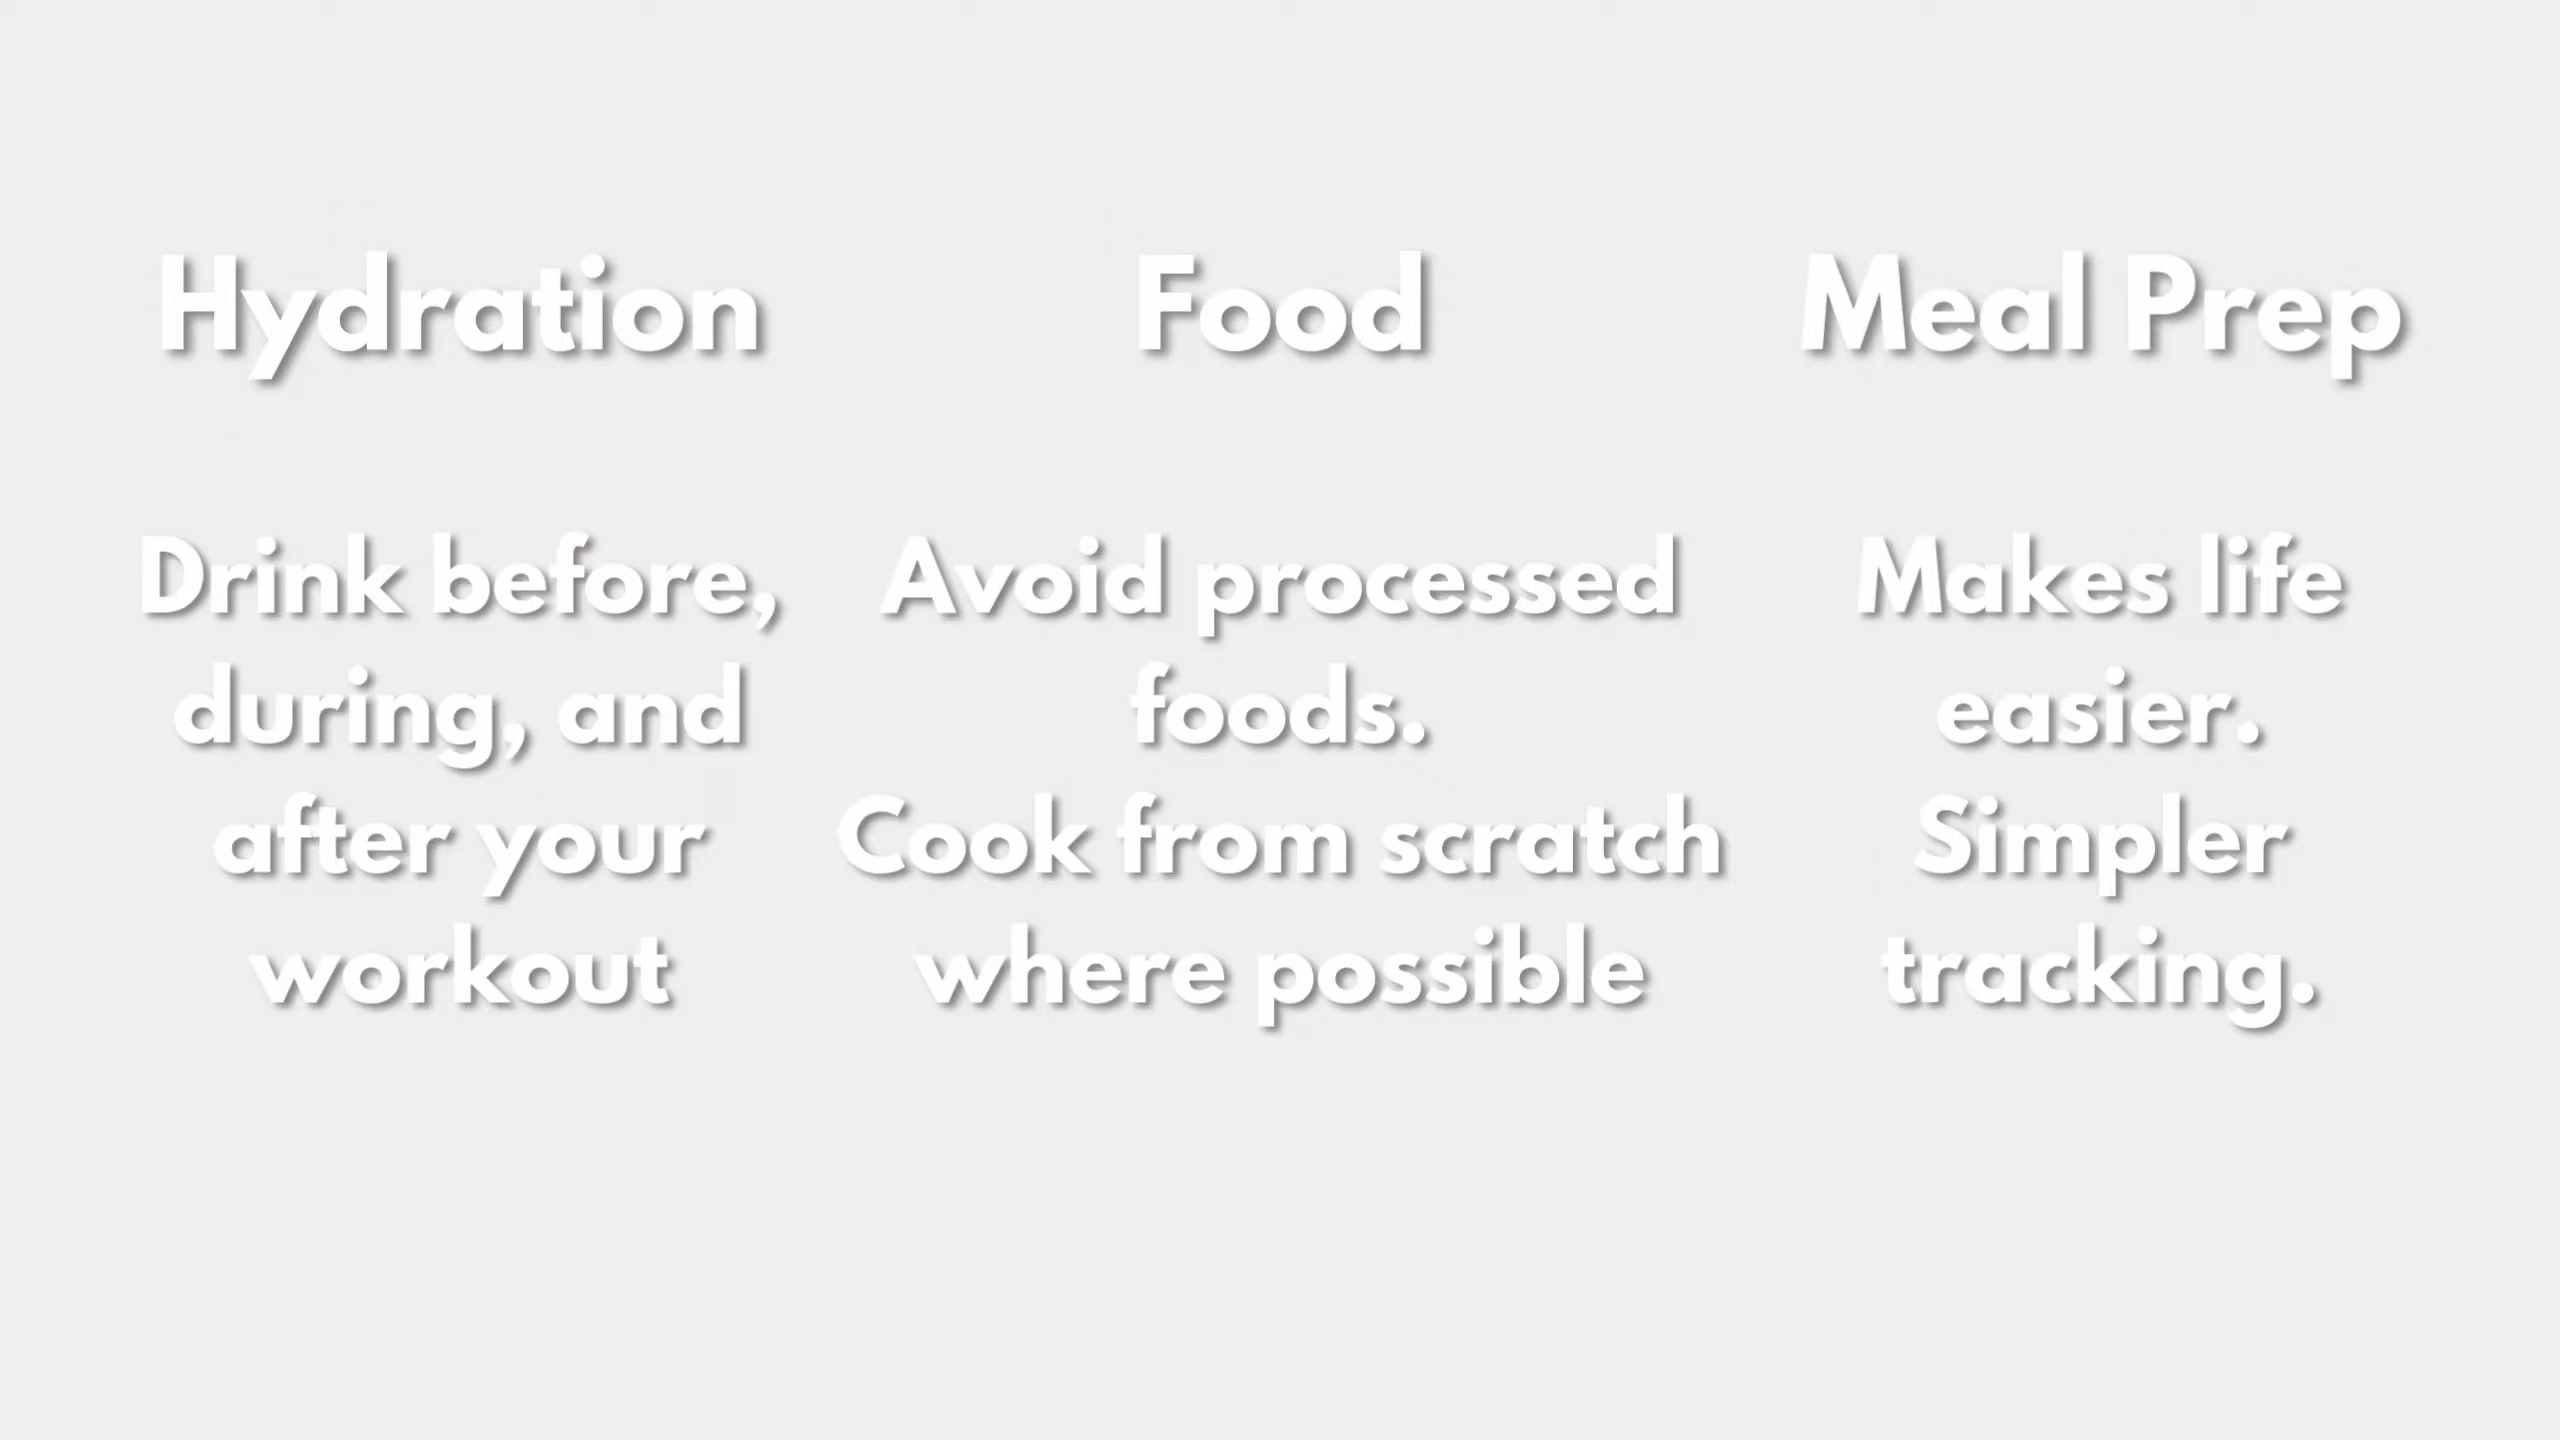 Hydration
Drink before,
during, and
after your
workout
Food
Avoid processed
foods.
Cook from scratch
where possible
Meal Prep
Makes life
easier.
Simpler
tracking.